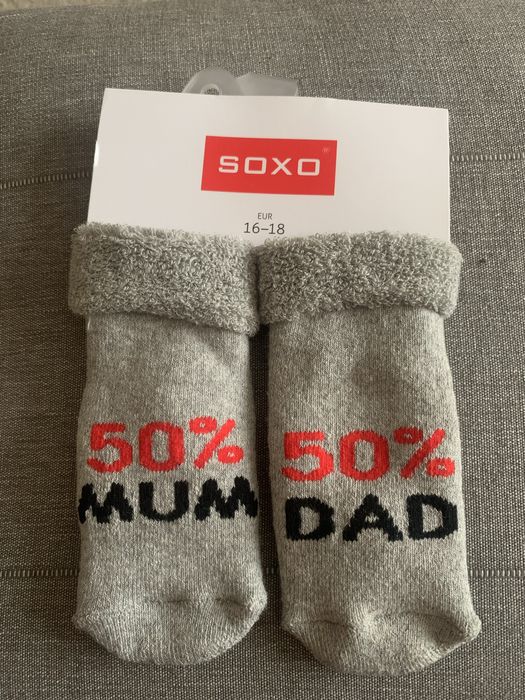 SOXO
EUR
16–18
50%
MUM
50%
DAD